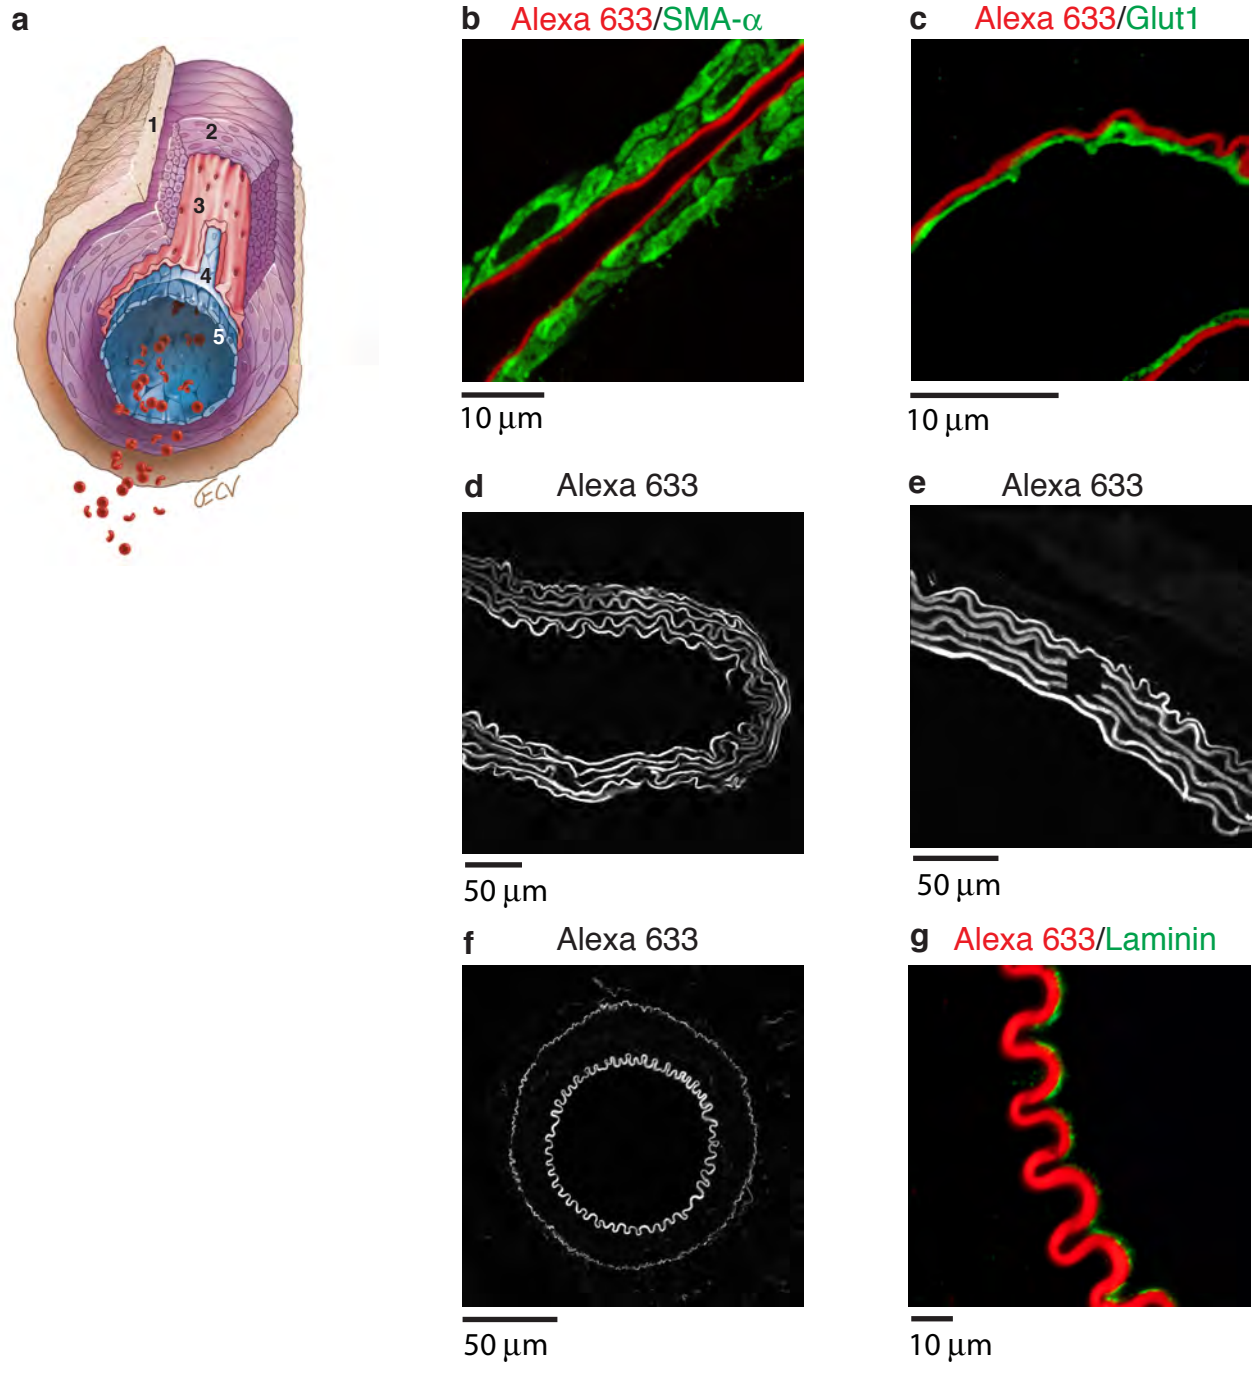 a
1
2
3
4
5
b Alexa 633/SMA-α
10 μm
c Alexa 633/Glut1
10 μm
d Alexa 633
50 μm
e Alexa 633
50 μm
f Alexa 633
50 μm
g Alexa 633/Laminin
10 μm